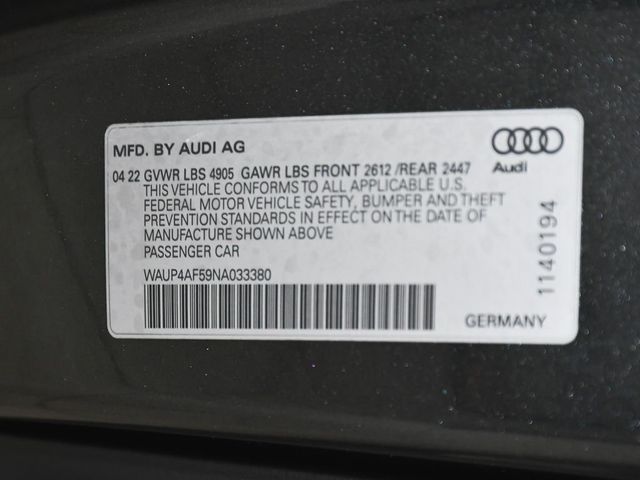 MFD. BY AUDI AG
Audi
04 22 GVWR LBS 4905 GAWR LBS FRONT 2612 /REAR 2447
THIS VEHICLE CONFORMS TO ALL APPLICABLE U.S.
FEDERAL MOTOR VEHICLE SAFETY, BUMPER AND THEFT
PREVENTION STANDARDS IN EFFECT ON THE DATE OF
MANUFACTURE SHOWN ABOVE
PASSENGER CAR
WAUP4AF59NA033380
1140194
GERMANY